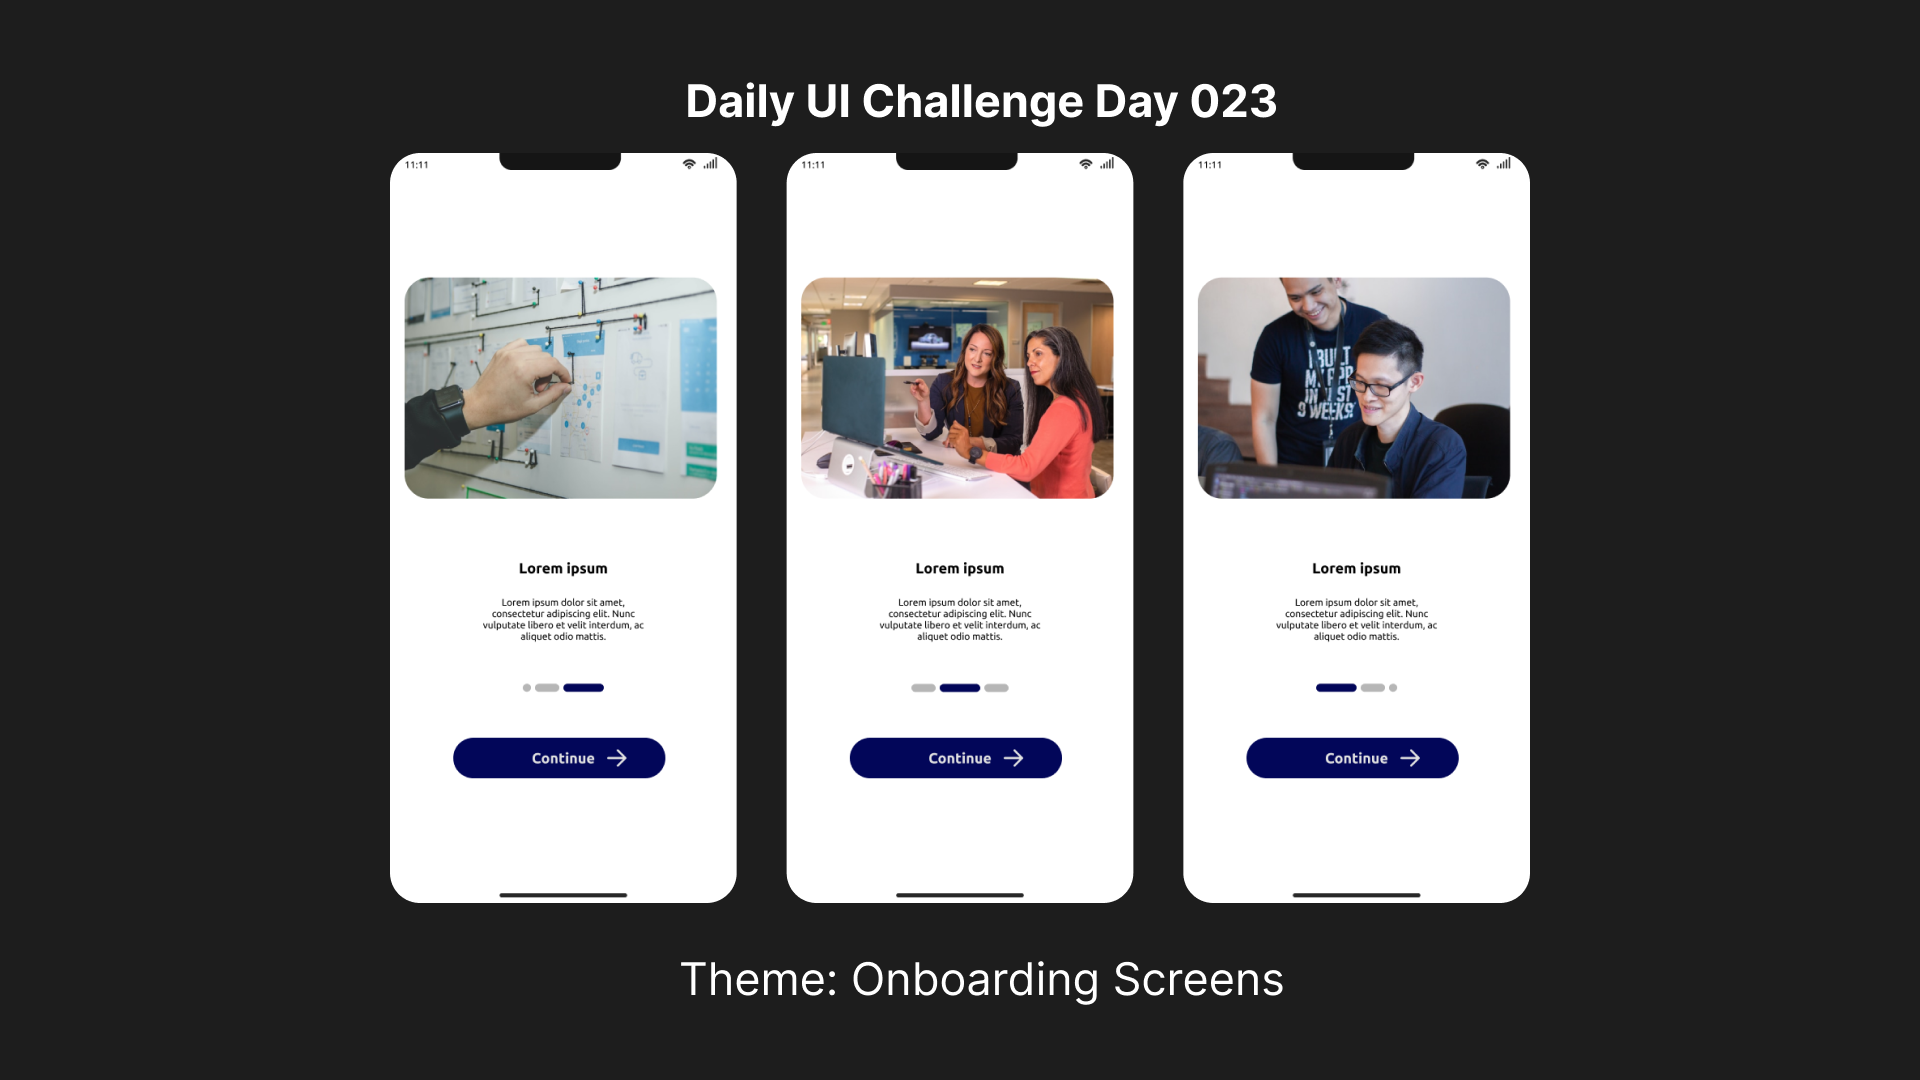 Daily UI Challenge Day 023
11:11
Lorem ipsum
Lorem ipsum dolor sit amet,
consectetur adipiscing elit. Nunc
vulputate libero et velit interdum, ac
aliquet odio mattis.
Continue
11:11
Lorem ipsum
Lorem ipsum dolor sit amet,
consectetur adipiscing elit. Nunc
vulputate libero et velit interdum, ac
aliquet odio mattis.
Continue
11:11
I BUILT
MY APP
IN JUST
9 WEEKS!
Lorem ipsum
Lorem ipsum dolor sit amet,
consectetur adipiscing elit. Nunc
vulputate libero et velit interdum, ac
aliquet odio mattis.
Continue
Theme: Onboarding Screens